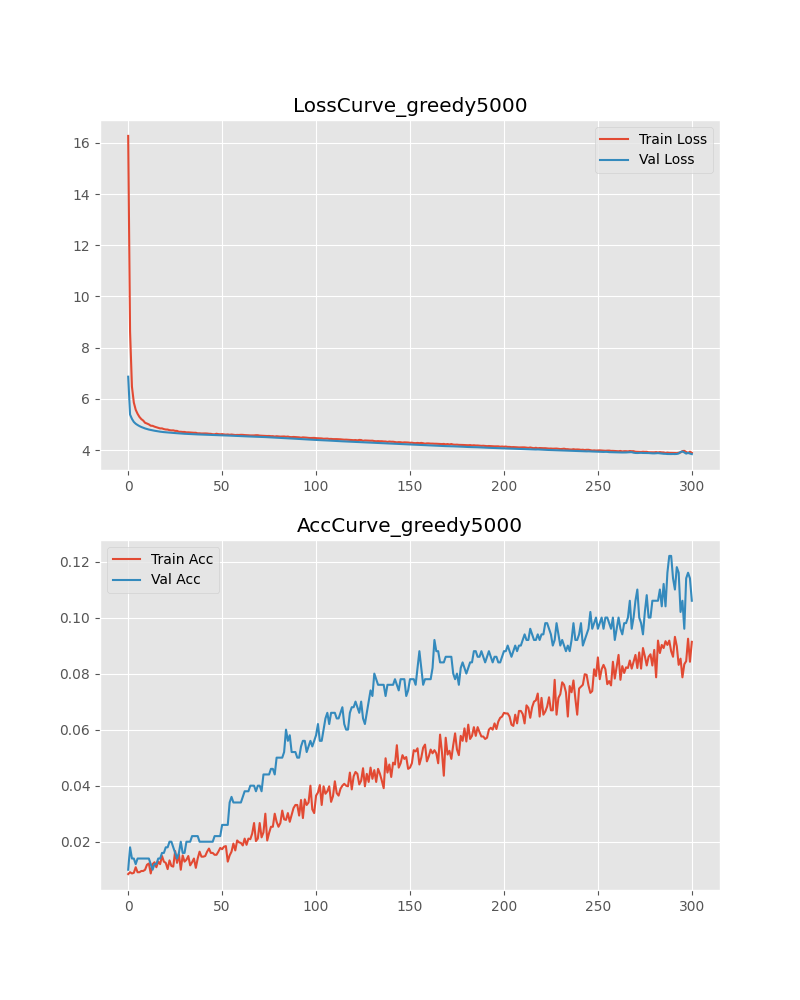 LossCurve_greedy5000
16
14
12
10
8
6
4
Train Loss
Val Loss
0 50 100 150 200 250 300
AccCurve_greedy5000
0.12
0.10
0.08
0.06
0.04
0.02
Train Acc
Val Acc
0 50 100 150 200 250 300